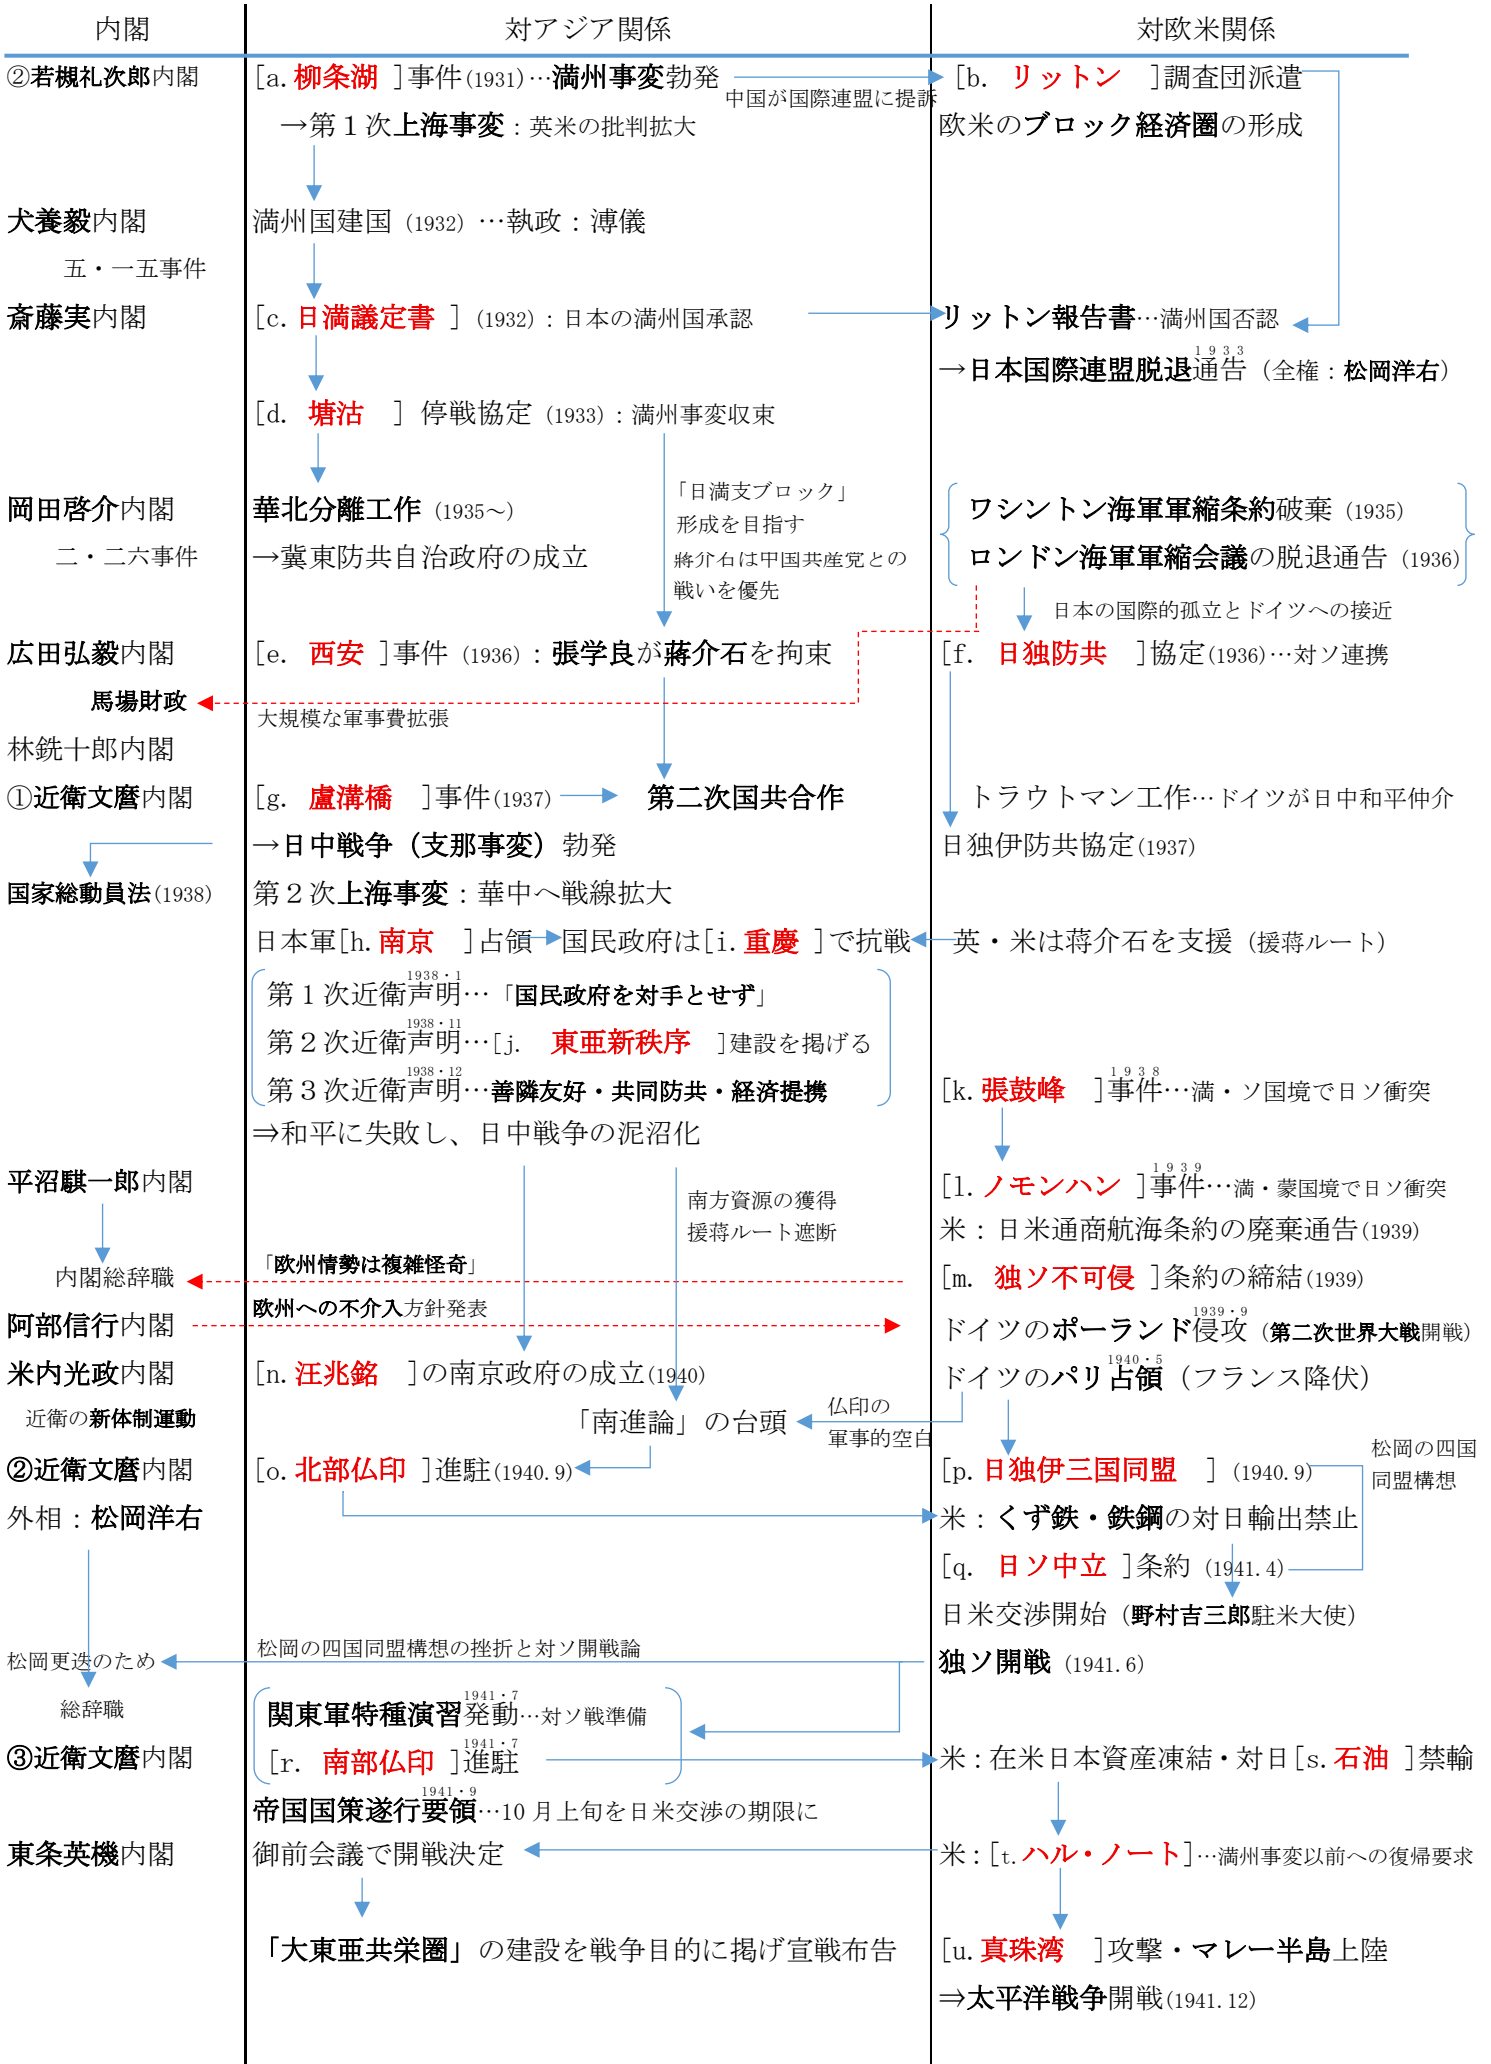 内閣 対アジア関係 対欧米関係
②若槻礼次郎内閣 [a.柳条湖 ]事件(1931)…満州事変勃発 [b. リットン ]調査団派遣
中国が国際連盟に提訴
→第１次上海事変：英米の批判拡大 欧米のブロック経済圏の形成
犬養毅内閣 満州国建国（1932）…執政：溥儀
五・一五事件
斎藤実内閣 [c.日満議定書 ]（1932）：日本の満州国承認 リットン報告書…満州国否認
1933
→日本国際連盟脱退通告（全権：松岡洋右）
[d. 塘沽 ] 停戦協定（1933）：満州事変収束
「日満支ブロック」
岡田啓介内閣 華北分離工作（1935～） ワシントン海軍軍縮条約破棄（1935）
形成を目指す
二・二六事件 →冀東防共自治政府の成立 ロンドン海軍軍縮会議の脱退通告（1936）
蔣介石は中国共産党との
戦いを優先
日本の国際的孤立とドイツへの接近
広田弘毅内閣 [e. 西安 ]事件（1936）：張学良が蔣介石を拘束 [f. 日独防共 ]協定(1936)…対ソ連携
馬場財政
大規模な軍事費拡張
林銑十郎内閣
①近衛文麿内閣 [g. 盧溝橋 ]事件(1937) 第二次国共合作 トラウトマン工作…ドイツが日中和平仲介
→日中戦争（支那事変）勃発 日独伊防共協定(1937)
国家総動員法(1938) 第２次上海事変：華中へ戦線拡大
日本軍[h.南京 ]占領 国民政府は[i.重慶 ]で抗戦 英・米は蒋介石を支援（援蒋ルート）
1938・1
第１次近衛声明…「国民政府を対手とせず」
1938・11
第２次近衛声明…[j. 東亜新秩序 ]建設を掲げる
1938・12
第３次近衛声明…善隣友好・共同防共・経済提携
1938
[k.張鼓峰 ]事件…満・ソ国境で日ソ衝突
⇒和平に失敗し、日中戦争の泥沼化
1939
平沼騏一郎内閣 [l.ノモンハン ]事件…満・蒙国境で日ソ衝突
南方資源の獲得
援蒋ルート遮断
米：日米通商航海条約の廃棄通告(1939)
「欧州情勢は複雑怪奇」
内閣総辞職 [m. 独ソ不可侵 ]条約の締結(1939)
欧州への不介入方針発表
1939・9
阿部信行内閣 ドイツのポーランド侵攻（第二次世界大戦開戦）
1940・5
米内光政内閣 [n.汪兆銘 ]の南京政府の成立(1940) ドイツのパリ占領（フランス降伏）
近衛の新体制運動 「南進論」の台頭
仏印の
軍事的空白
松岡の四国
同盟構想
②近衛文麿内閣 [o.北部仏印 ]進駐(1940.9) [p.日独伊三国同盟 ]（1940.9）
外相：松岡洋右 米：くず鉄・鉄鋼の対日輸出禁止
[q. 日ソ中立 ]条約（1941.4）
日米交渉開始（野村吉三郎駐米大使）
松岡の四国同盟構想の挫折と対ソ開戦論
松岡更迭のため 独ソ開戦（1941.6）
総辞職
1941・7
関東軍特種演習発動…対ソ戦準備
1941・7
③近衛文麿内閣 [r. 南部仏印 ]進駐 米：在米日本資産凍結・対日[s.石油 ]禁輸
1941・9
帝国国策遂行要領…10月上旬を日米交渉の期限に
東条英機内閣 御前会議で開戦決定 米：[t.ハル・ノート]…満州事変以前への復帰要求
「大東亜共栄圏」の建設を戦争目的に掲げ宣戦布告 [u.真珠湾 ]攻撃・マレー半島上陸
⇒太平洋戦争開戦(1941.12)